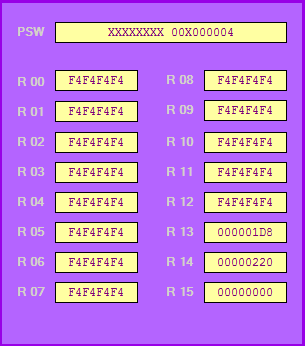 PSW XXXXXXXX 00X000004
R 00 F4F4F4F4 R 08 F4F4F4F4
R 01 F4F4F4F4 R 09 F4F4F4F4
R 02 F4F4F4F4 R 10 F4F4F4F4
R 03 F4F4F4F4 R 11 F4F4F4F4
R 04 F4F4F4F4 R 12 F4F4F4F4
R 05 F4F4F4F4 R 13 000001D8
R 06 F4F4F4F4 R 14 00000220
R 07 F4F4F4F4 R 15 00000000